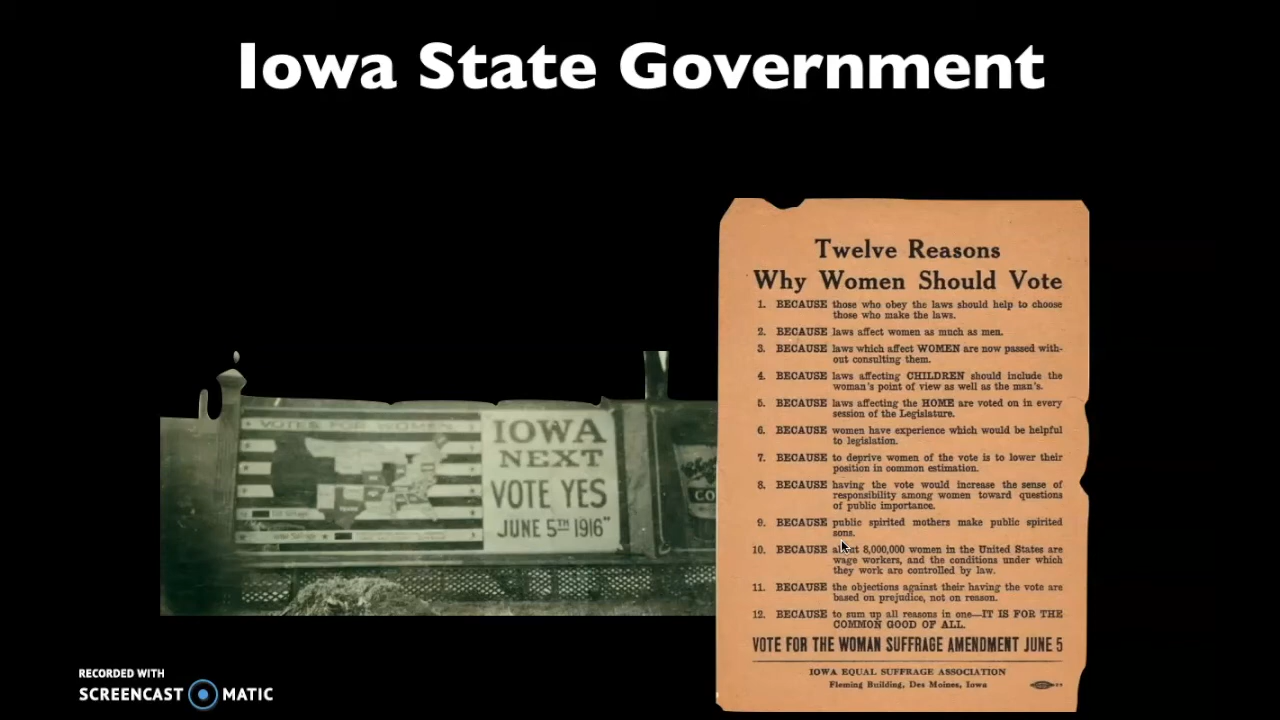 Iowa State Government
VOTES FOR WOMEN
IOWA
NEXT
VOTE YES
JUNE 5TH 1916"
CO
Twelve Reasons
Why Women Should Vote
1. BECAUSE those who obey the laws should help to choose
those who make the laws.
2. BECAUSE laws affect women as much as men.
3. BECAUSE laws which affect WOMEN are now passed with-
out consulting them.
4. BECAUSE laws affecting CHILDREN should include the
woman's point of view as well as the man's.
5. BECAUSE laws affecting the HOME are voted on in every
session of the Legislature.
6. BECAUSE women have experience which would be helpful
to legislation.
7. BECAUSE to deprive women of the vote is to lower their
position in common estimation.
8. BECAUSE having the vote would increase the sense of
responsibility among women toward questions
of public importance.
9. BECAUSE public spirited mothers make public spirited
sons.
10. BECAUSE about 8,000,000 women in the United States are
wage workers, and the conditions under which
they work are controlled by law.
11. BECAUSE the objections against their having the vote are
based on prejudice, not on reason.
12. BECAUSE to sum up all reasons in one—IT IS FOR THE
COMMON GOOD OF ALL.
VOTE FOR THE WOMAN SUFFRAGE AMENDMENT JUNE 5
IOWA EQUAL SUFFRAGE ASSOCIATION
Fleming Building, Des Moines, Iowa
RECORDED WITH
SCREENCAST MATIC